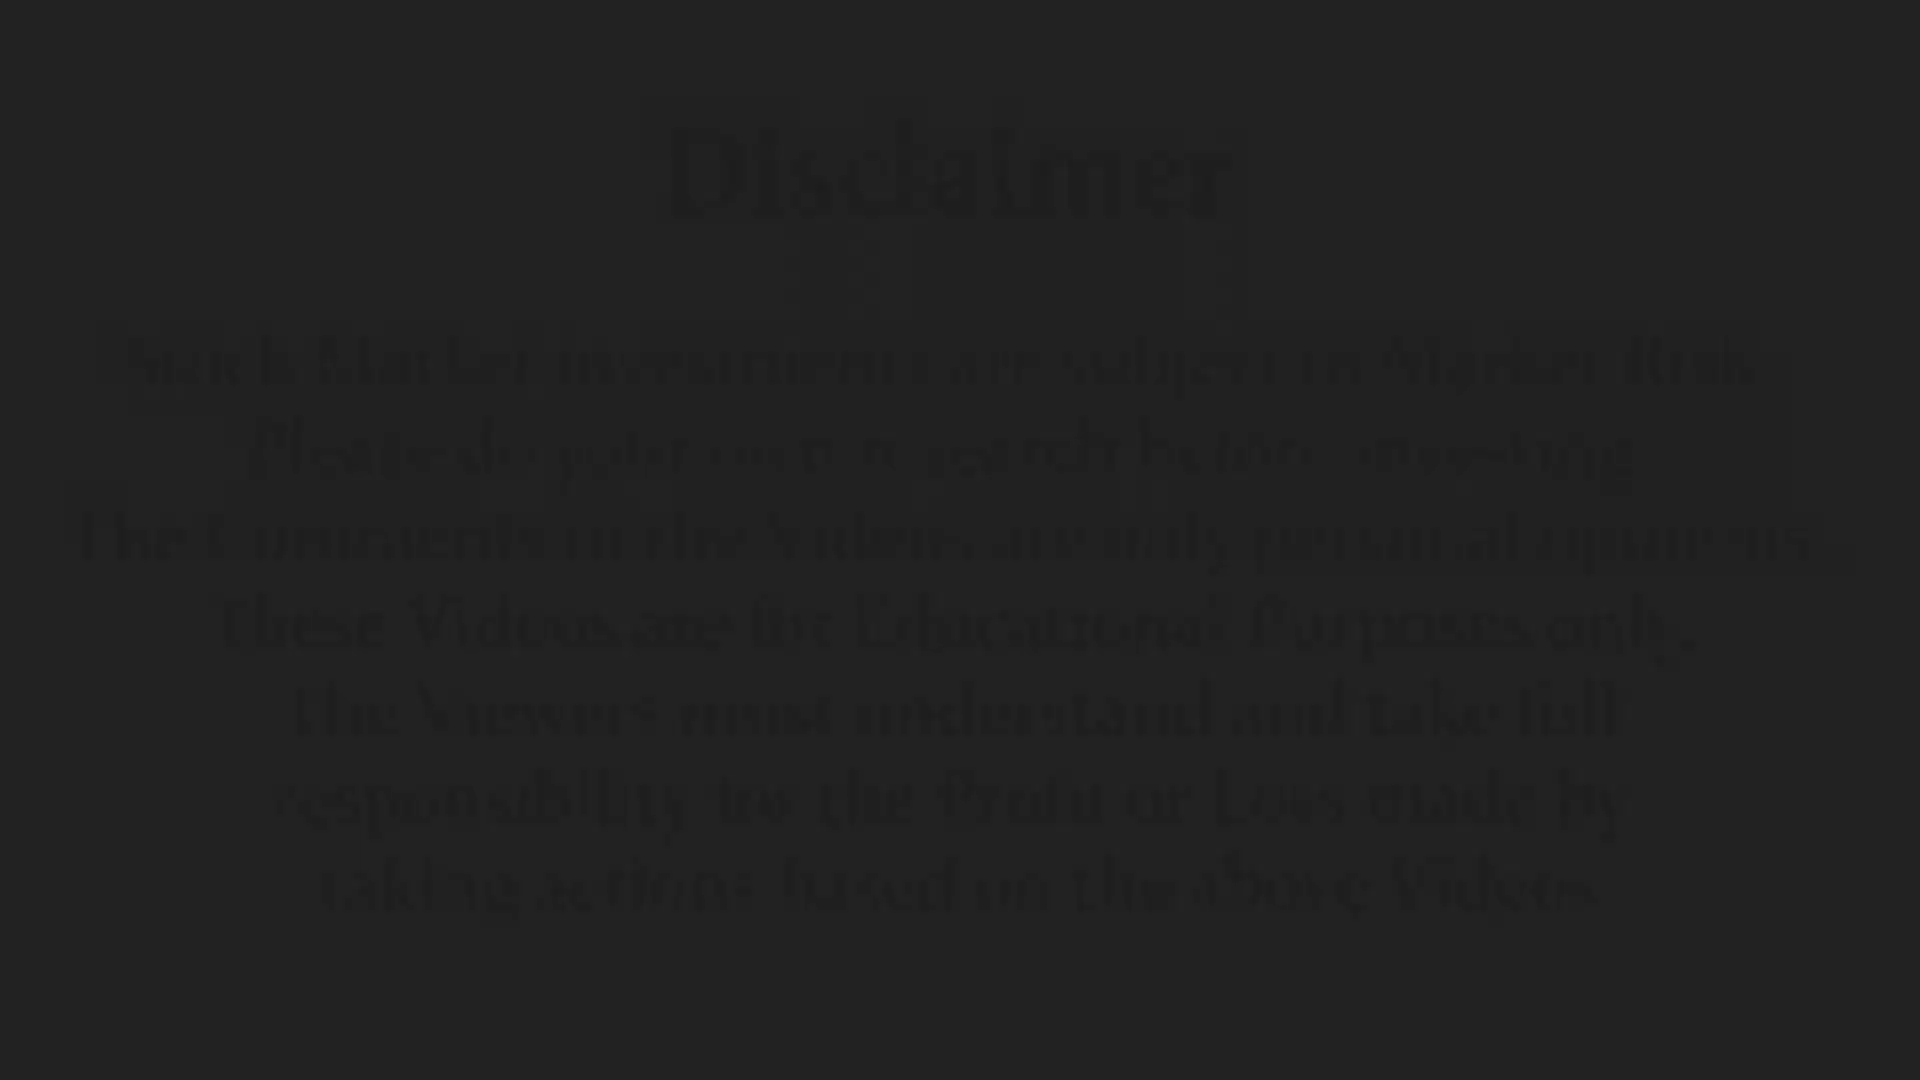 Disclaimer
Stock Market investments are subject to Market Risk
Please do your own research before investing
The Comments in the Videos are only personal opinions.
These Videos are for Educational Purposes only.
The Viewers must understand and take full
responsibility for the Profit or Loss made by
taking actions based on the above Videos